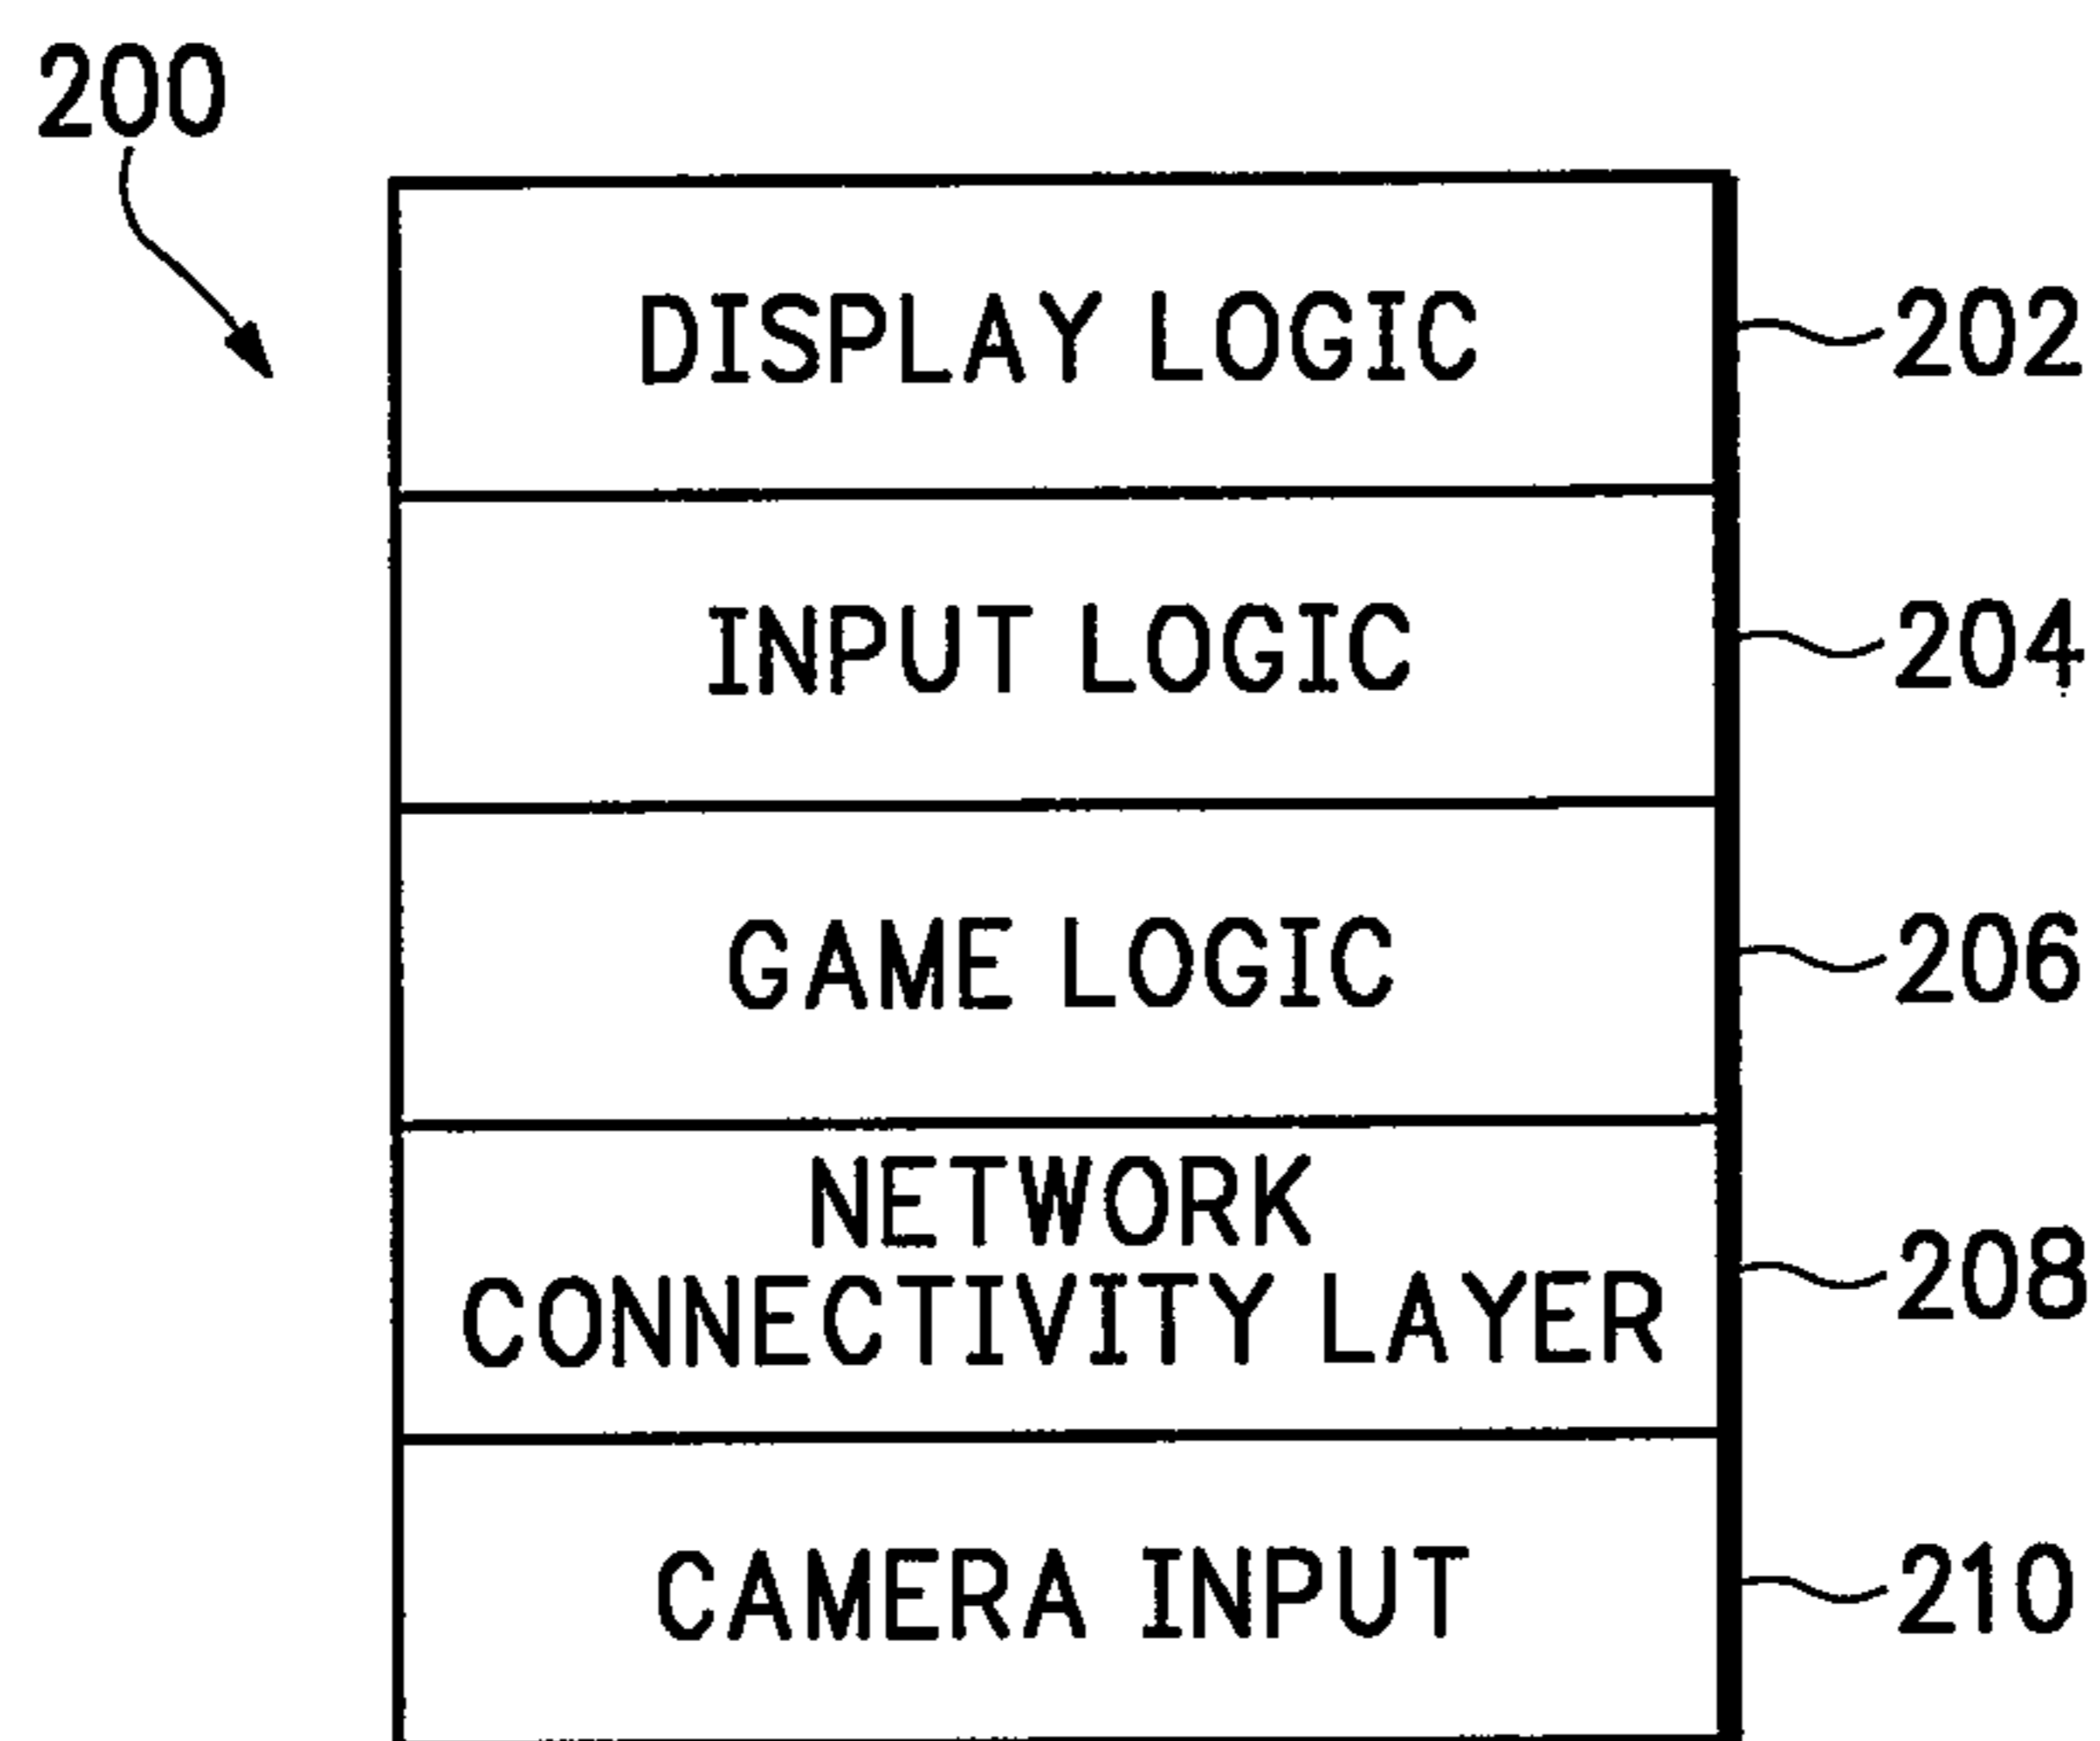 200
DISPLAY LOGIC
202
INPUT LOGIC
204
GAME LOGIC
206
NETWORK
CONNECTIVITY LAYER
208
CAMERA INPUT
210